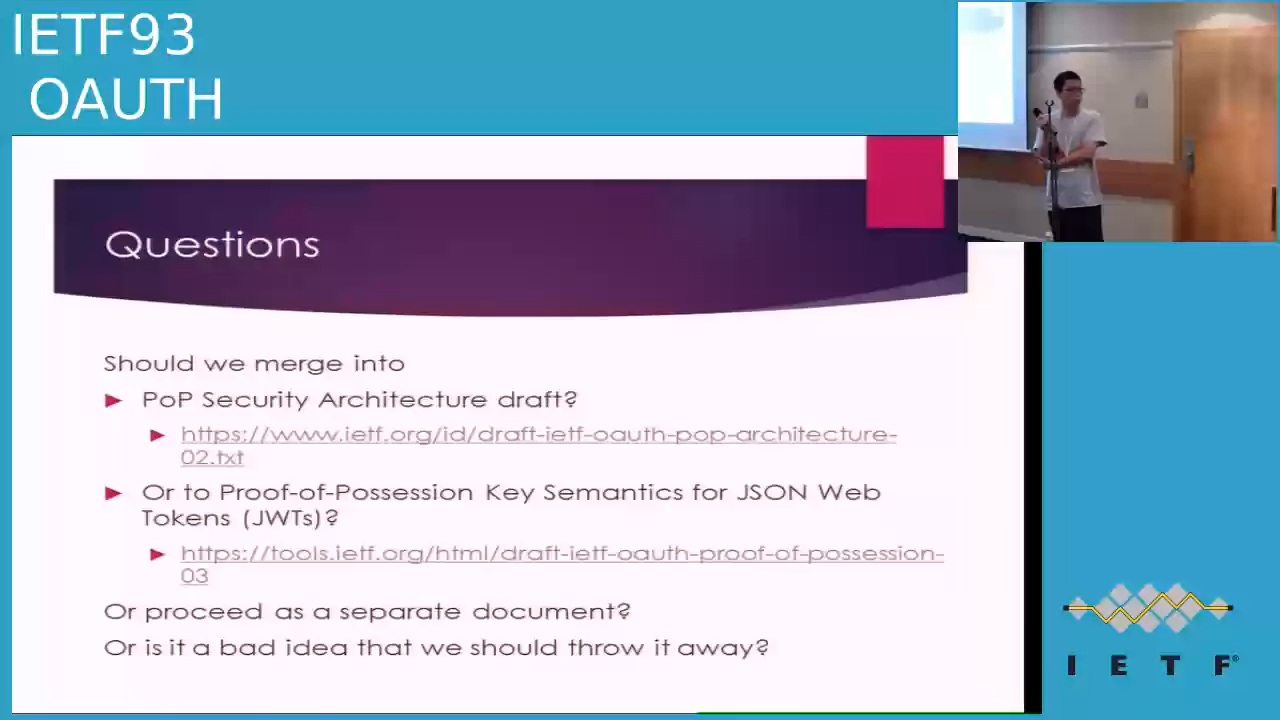 IETF93
OAUTH
Questions
Should we merge into
PoP Security Architecture draft?
https://www.ietf.org/id/draft-ietf-oauth-pop-architecture-
02.txt
Or to Proof-of-Possession Key Semantics for JSON Web
Tokens (JWTs)?
https://tools.ietf.org/html/draft-ietf-oauth-proof-of-possession-
03
Or proceed as a separate document?
Or is it a bad idea that we should throw it away?
I E T F®